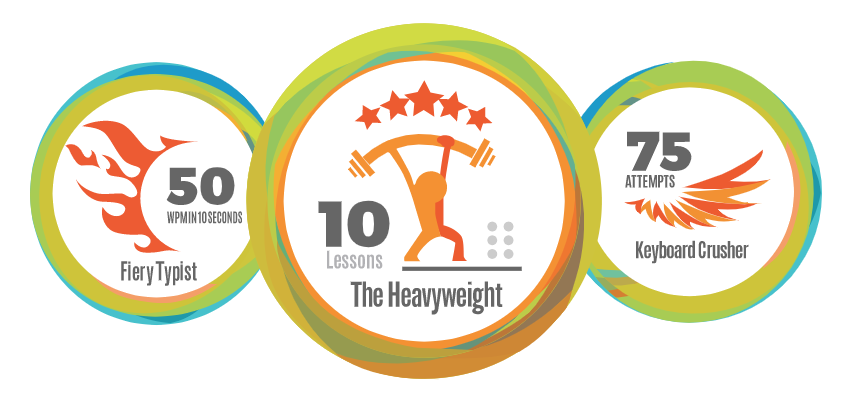 50
WPM IN 10 SECONDS
Fiery Typist
10
Lessons
The Heavyweight
75
ATTEMPTS
Keyboard Crusher